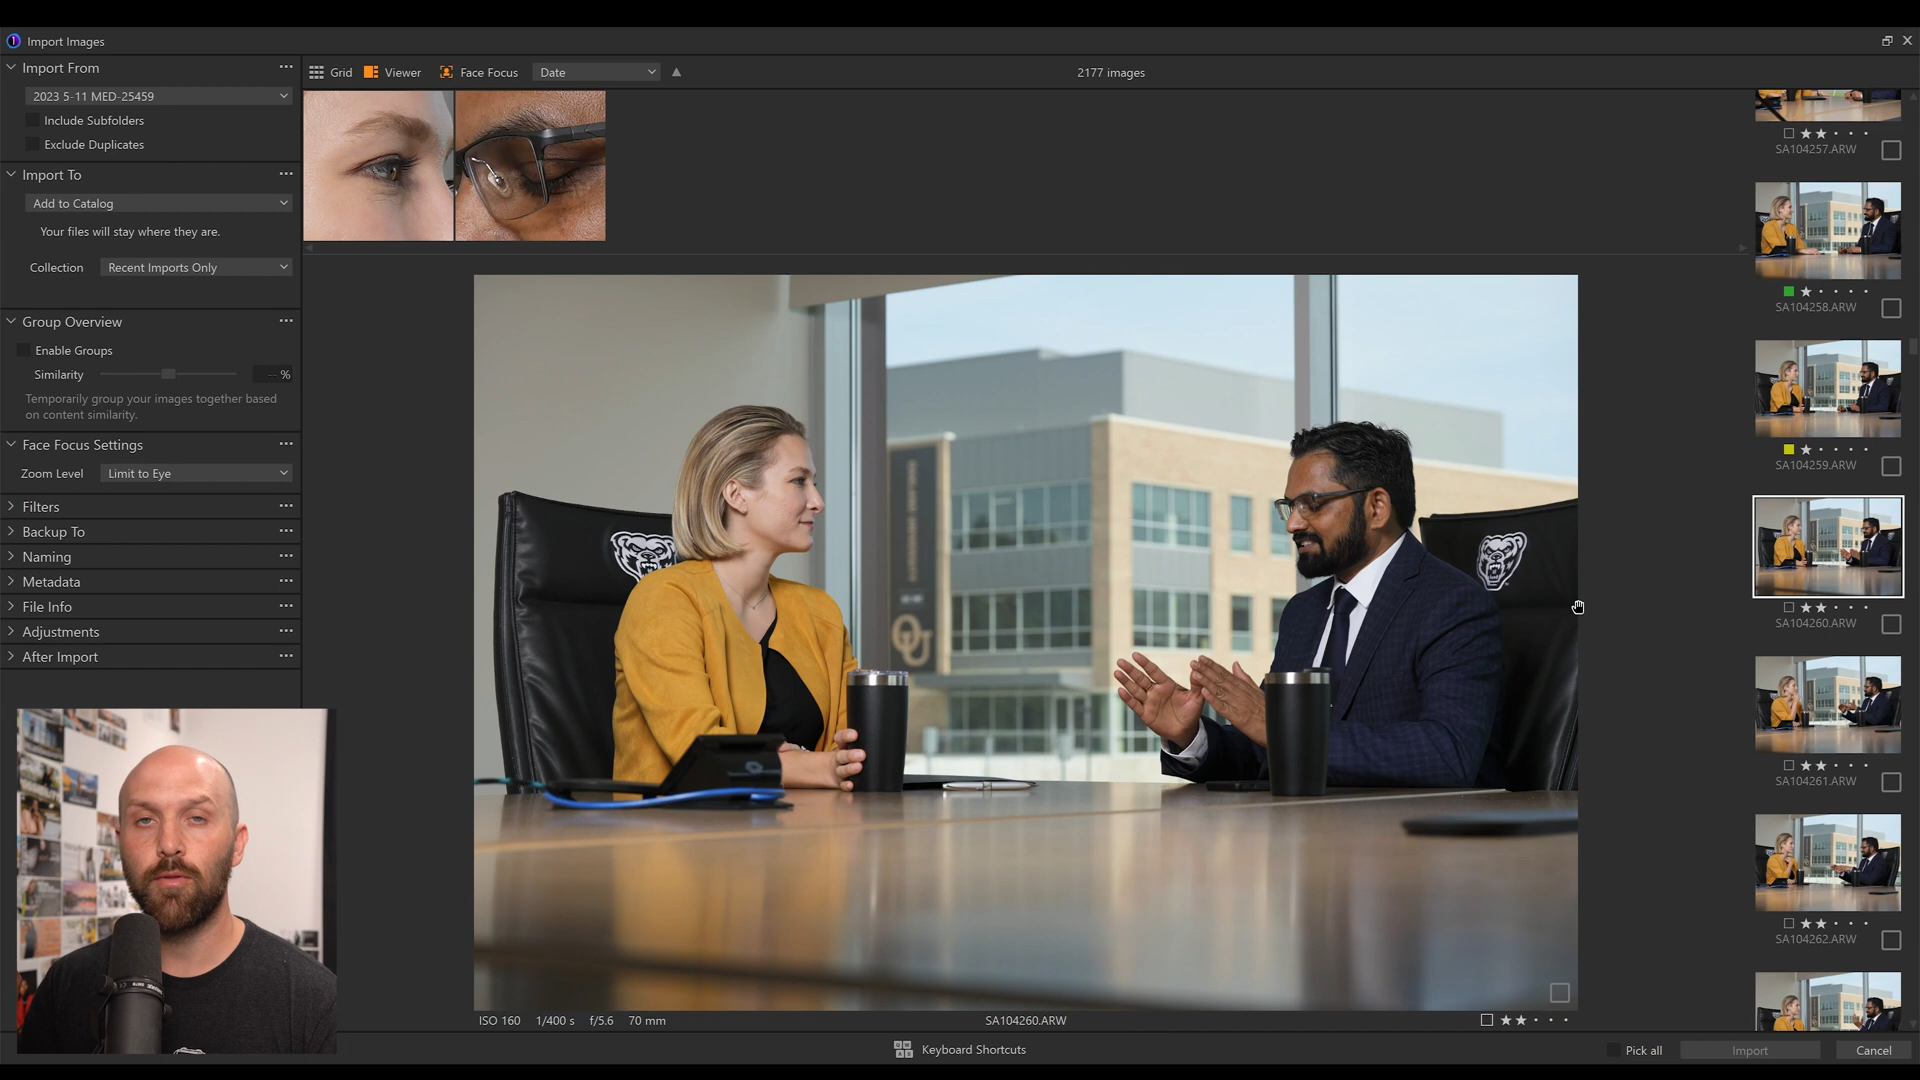 Import Images
Import From
2023 5-11 MED-25459
Include Subfolders
Exclude Duplicates
Import To
Add to Catalog
Your files will stay where they are.
Collection
Recent Imports Only
Group Overview
Enable Groups
Similarity
-- %
Temporarily group your images together based
on content similarity.
Face Focus Settings
Zoom Level
Limit to Eye
Filters
Backup To
Naming
Metadata
File Info
Adjustments
After Import
Grid
Viewer
Face Focus
Date
2177 images
OU
ISO 160 1/400 s f/5.6 70 mm
SA104260.ARW
SA104257.ARW
SA104258.ARW
SA104259.ARW
SA104260.ARW
SA104261.ARW
SA104262.ARW
Keyboard Shortcuts
Pick all
Import
Cancel